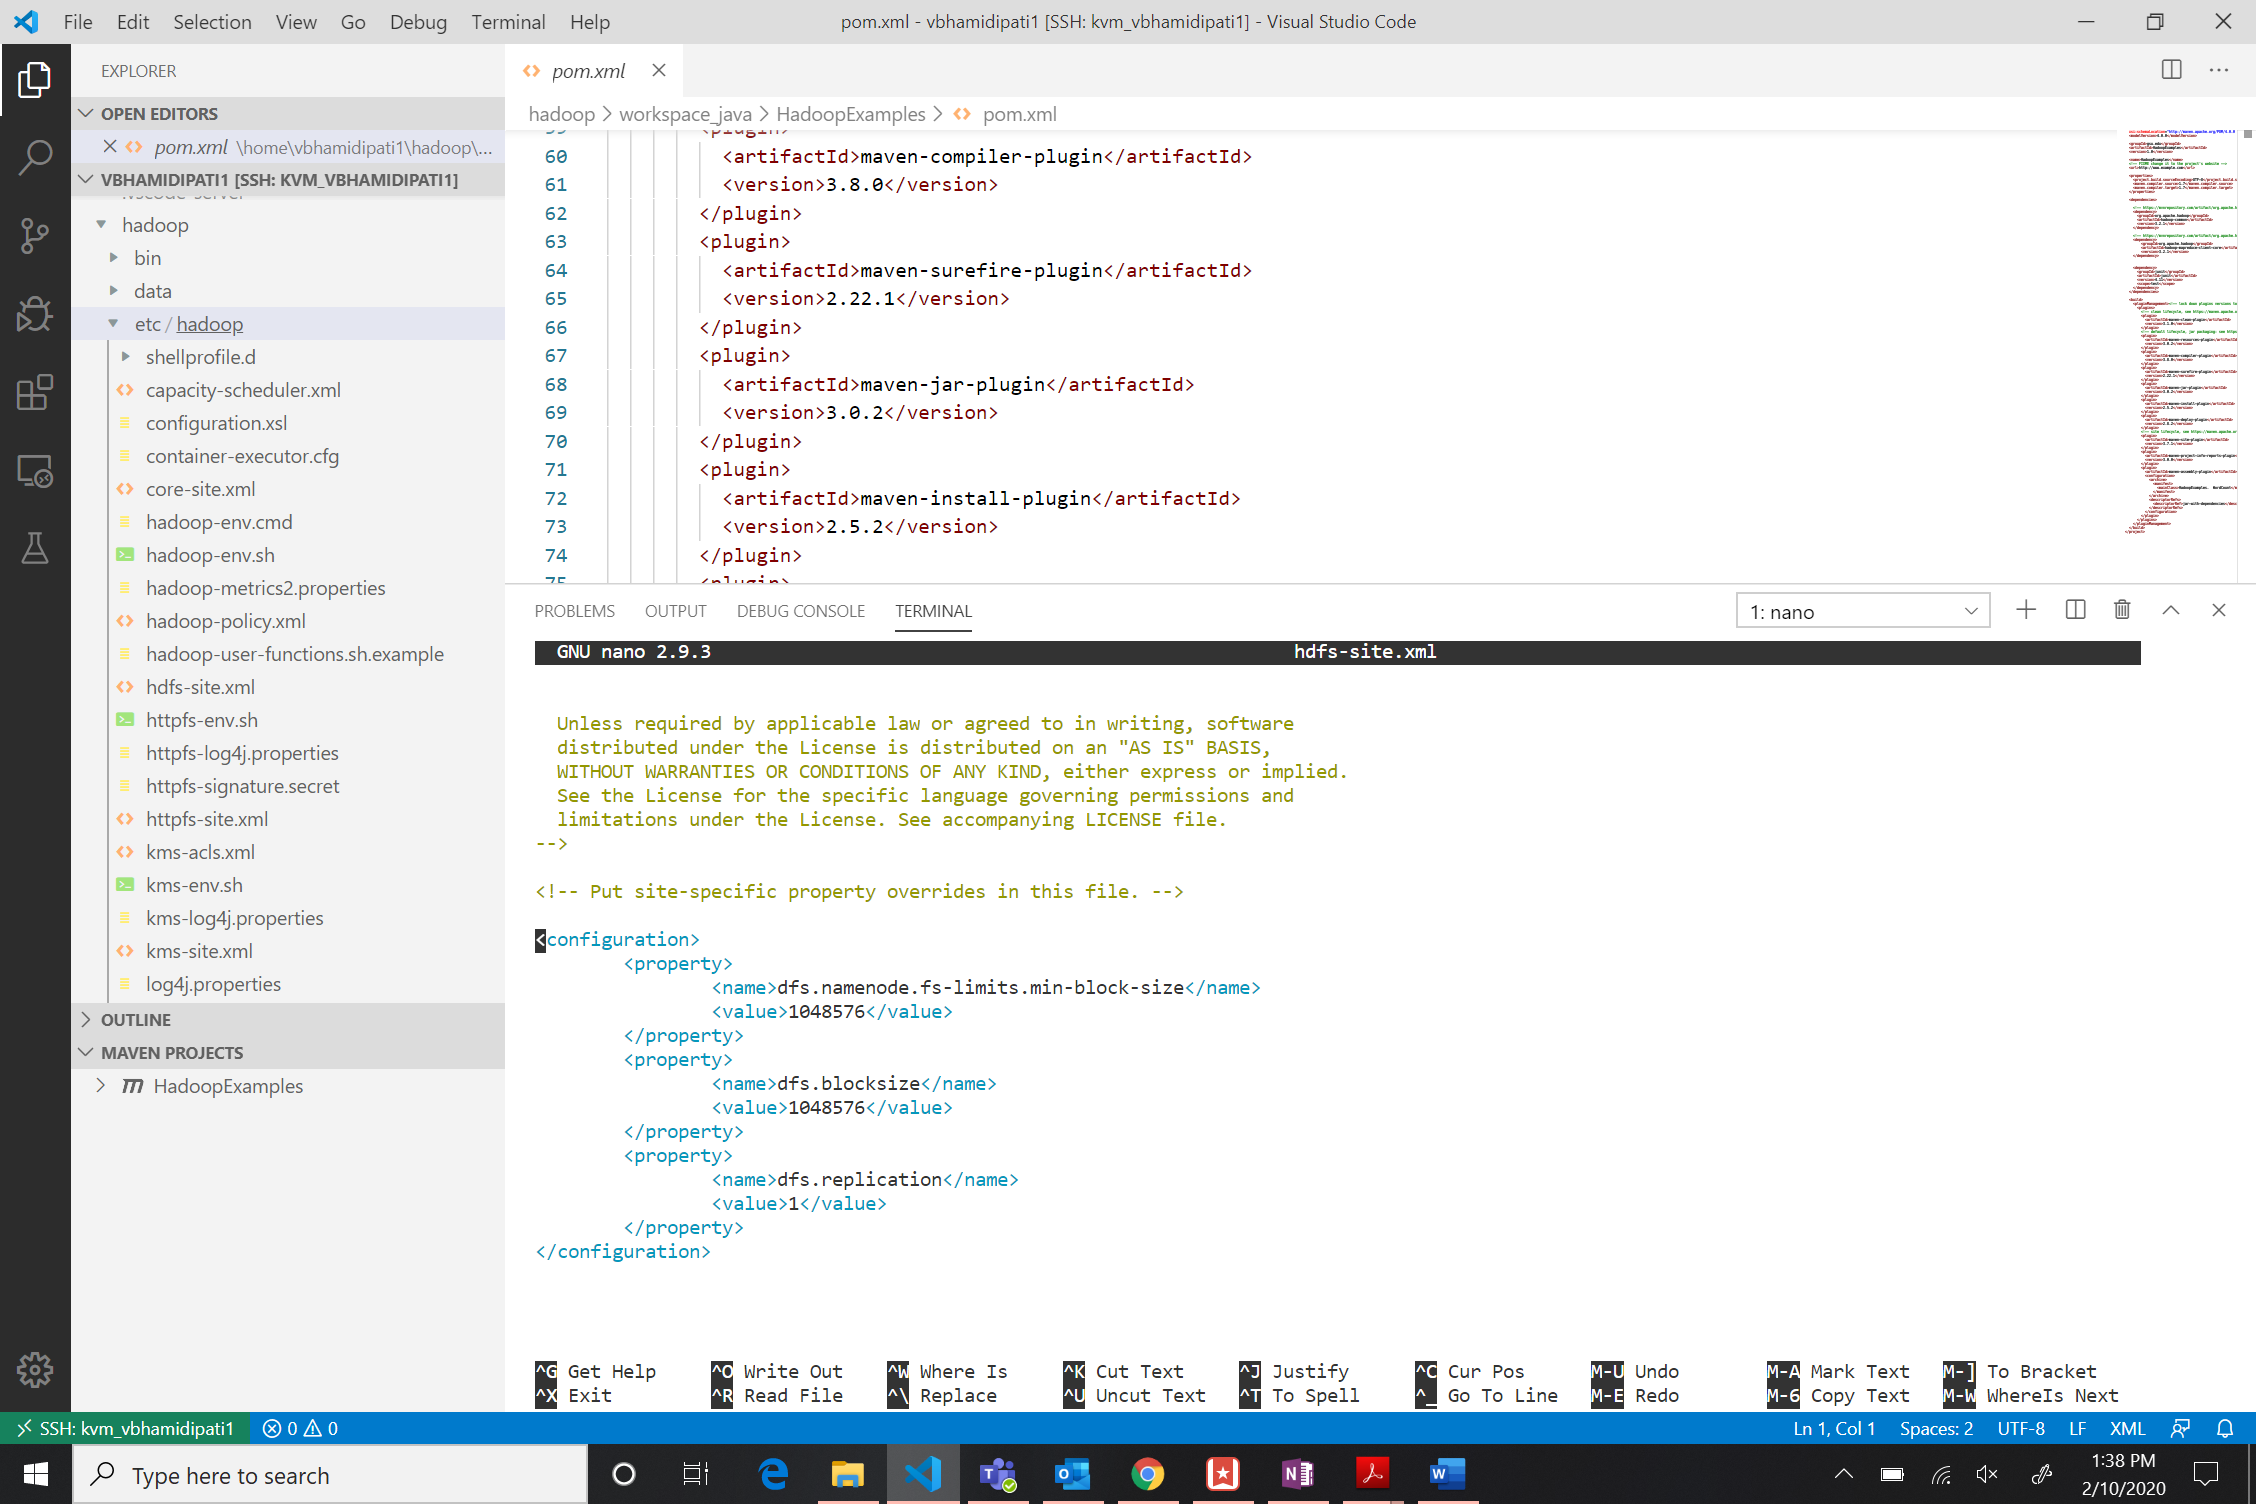 File Edit Selection View Go Debug Terminal Help
pom.xml - vbhamidipati1 [SSH: kvm_vbhamidipati1] - Visual Studio Code
EXPLORER
OPEN EDITORS
pom.xml \home\vbhamidipati1\hadoop\...
VBHAMIDIPATI1 [SSH: KVM_VBHAMIDIPATI1]
.vscode-server
hadoop
bin
data
etc / hadoop
shellprofile.d
capacity-scheduler.xml
configuration.xsl
container-executor.cfg
core-site.xml
hadoop-env.cmd
hadoop-env.sh
hadoop-metrics2.properties
hadoop-policy.xml
hadoop-user-functions.sh.example
hdfs-site.xml
httpfs-env.sh
httpfs-log4j.properties
httpfs-signature.secret
httpfs-site.xml
kms-acls.xml
kms-env.sh
kms-log4j.properties
kms-site.xml
log4j.properties
OUTLINE
MAVEN PROJECTS
HadoopExamples
pom.xml
hadoop > workspace_java > HadoopExamples > pom.xml
59 <plugin>
60 <artifactId>maven-compiler-plugin</artifactId>
61 <version>3.8.0</version>
62 </plugin>
63 <plugin>
64 <artifactId>maven-surefire-plugin</artifactId>
65 <version>2.22.1</version>
66 </plugin>
67 <plugin>
68 <artifactId>maven-jar-plugin</artifactId>
69 <version>3.0.2</version>
70 </plugin>
71 <plugin>
72 <artifactId>maven-install-plugin</artifactId>
73 <version>2.5.2</version>
74 </plugin>
75 <plugin>
PROBLEMS OUTPUT DEBUG CONSOLE TERMINAL
1: nano
GNU nano 2.9.3 hdfs-site.xml
Unless required by applicable law or agreed to in writing, software
distributed under the License is distributed on an "AS IS" BASIS,
WITHOUT WARRANTIES OR CONDITIONS OF ANY KIND, either express or implied.
See the License for the specific language governing permissions and
limitations under the License. See accompanying LICENSE file.
-->
<!-- Put site-specific property overrides in this file. -->
<configuration>
<property>
<name>dfs.namenode.fs-limits.min-block-size</name>
<value>1048576</value>
</property>
<property>
<name>dfs.blocksize</name>
<value>1048576</value>
</property>
<property>
<name>dfs.replication</name>
<value>1</value>
</property>
</configuration>
^G Get Help ^O Write Out ^W Where Is ^K Cut Text ^J Justify ^C Cur Pos M-U Undo M-A Mark Text M-] To Bracket
^X Exit ^R Read File ^\ Replace ^U Uncut Text ^T To Spell ^_ Go To Line M-E Redo M-6 Copy Text M-W WhereIs Next
SSH: kvm_vbhamidipati1 0 0 Ln 1, Col 1 Spaces: 2 UTF-8 LF XML
Type here to search
1:38 PM
2/10/2020